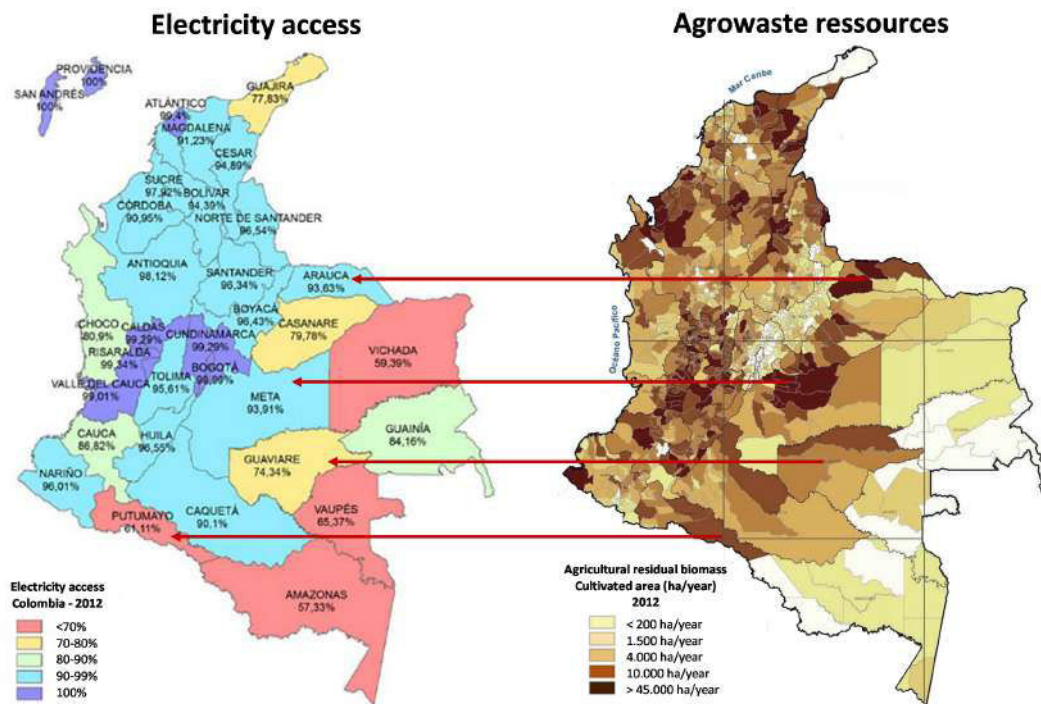 Electricity access
PROVIDENCIA
100%
SAN ANDRÉS
100%
GUAJIRA
77,83%
ATLÁNTICO
99,4%
MAGDALENA
91,23%
CESAR
94,89%
SUCRE
97,92%
BOLÍVAR
94,39%
CÓRDOBA
90,95%
NORTE DE SANTANDER
96,54%
ANTIOQUIA
98,12%
SANTANDER
96,34%
ARAUCA
93,63%
BOYACÁ
96,43%
CASANARE
79,78%
CHOCO
80,9%
CALDAS
99,29%
CUNDINAMARCA
99,29%
RISARALDA
99,34%
BOGOTÁ
VICHADA
59,39%
VALLE DEL CAUCA
99,01%
TOLIMA
95,61%
META
93,91%
CAUCA
86,82%
HUILA
96,55%
GUAINÍA
84,16%
GUAVIARE
74,34%
NARIÑO
96,01%
PUTUMAYO
61,11%
CAQUETÁ
90,1%
VAUPÉS
65,37%
AMAZONAS
57,33%
Electricity access
Colombia - 2012
<70%
70-80%
80-90%
90-99%
100%
Agrowaste ressources
Mar Caribe
Océano Pacífico
Agricultural residual biomass
Cultivated area (ha/year)
2012
< 200 ha/year
1.500 ha/year
4.000 ha/year
10.000 ha/year
> 45.000 ha/year